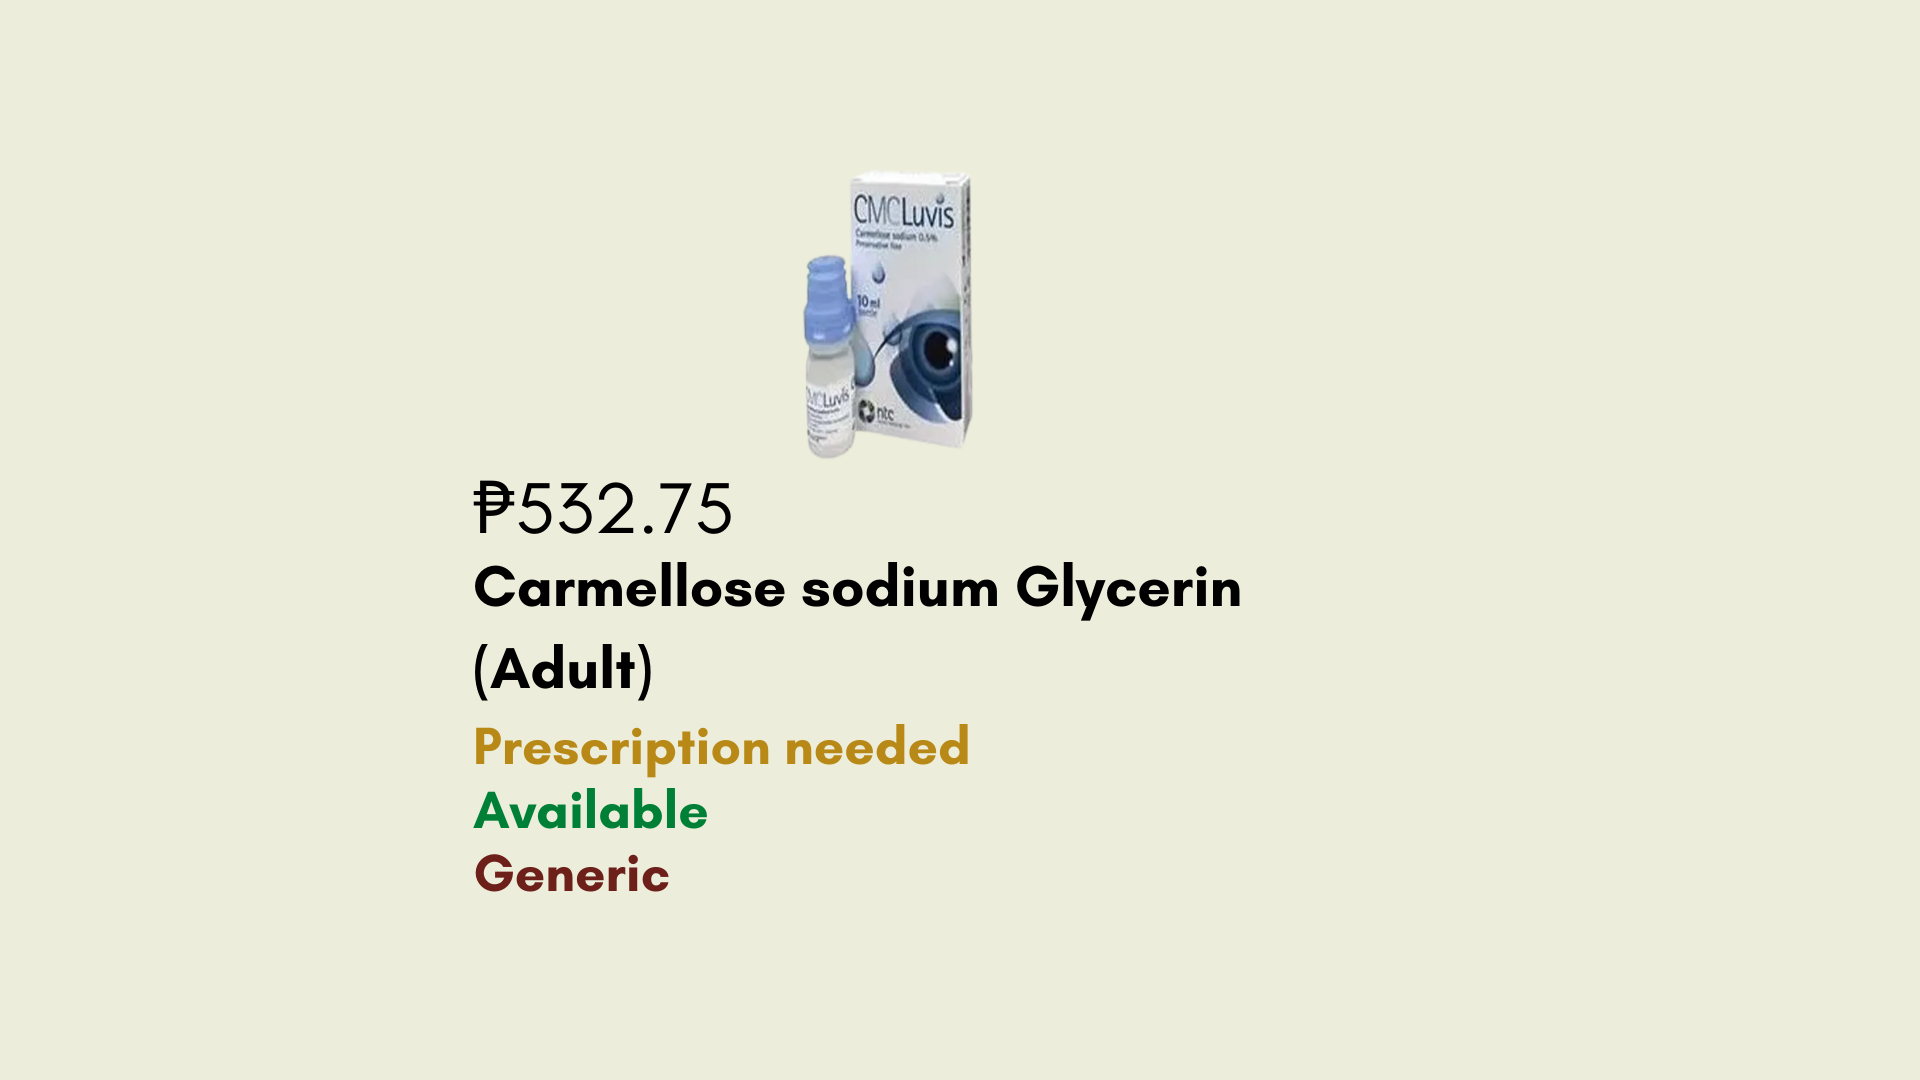 CMCLuvis
Carmellose sodium 0.5%
Preservative free
10 ml
bottle
CMCLuvis
ntc
₱532.75
Carmellose sodium Glycerin
(Adult)
Prescription needed
Available
Generic